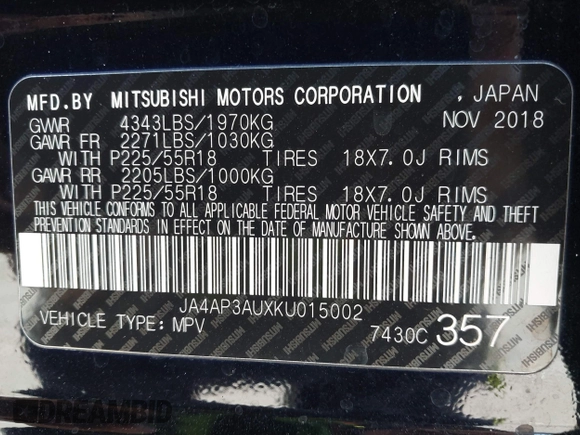 MFD.BY MITSUBISHI MOTORS CORPORATION , JAPAN
GVWR 4343LBS/1970KG NOV 2018
GAWR FR 2271LBS/1030KG
WITH P225/55R18 TIRES 18X7.0J RIMS
GAWR RR 2205LBS/1000KG
WITH P225/55R18 TIRES 18X7.0J RIMS
THIS VEHICLE CONFORMS TO ALL APPLICABLE FEDERAL MOTOR VEHICLE SAFETY AND THEFT
PREVENTION STANDARDS IN EFFECT ON THE DATE OF MANUFACTURE SHOWN ABOVE.
JA4AP3AUXKU015002
VEHICLE TYPE: MPV 7430C 357
DREAMBID